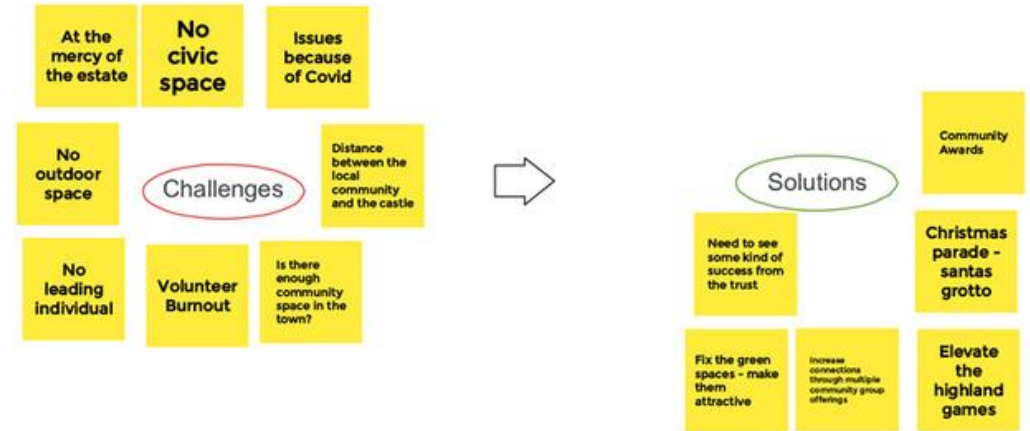 At the
mercy of
the estate
No
civic
space
Issues
because
of Covid
No
outdoor
space
Challenges
Distance
between the
local
community
and the castle
No
leading
individual
Volunteer
Burnout
Is there
enough
community
space in the
town?
Solutions
Community
Awards
Need to see
some kind of
success from
the trust
Christmas
parade -
santas
grotto
Fix the green
spaces - make
them
attractive
Increase
connections
through multiple
community group
offerings
Elevate
the
highland
games